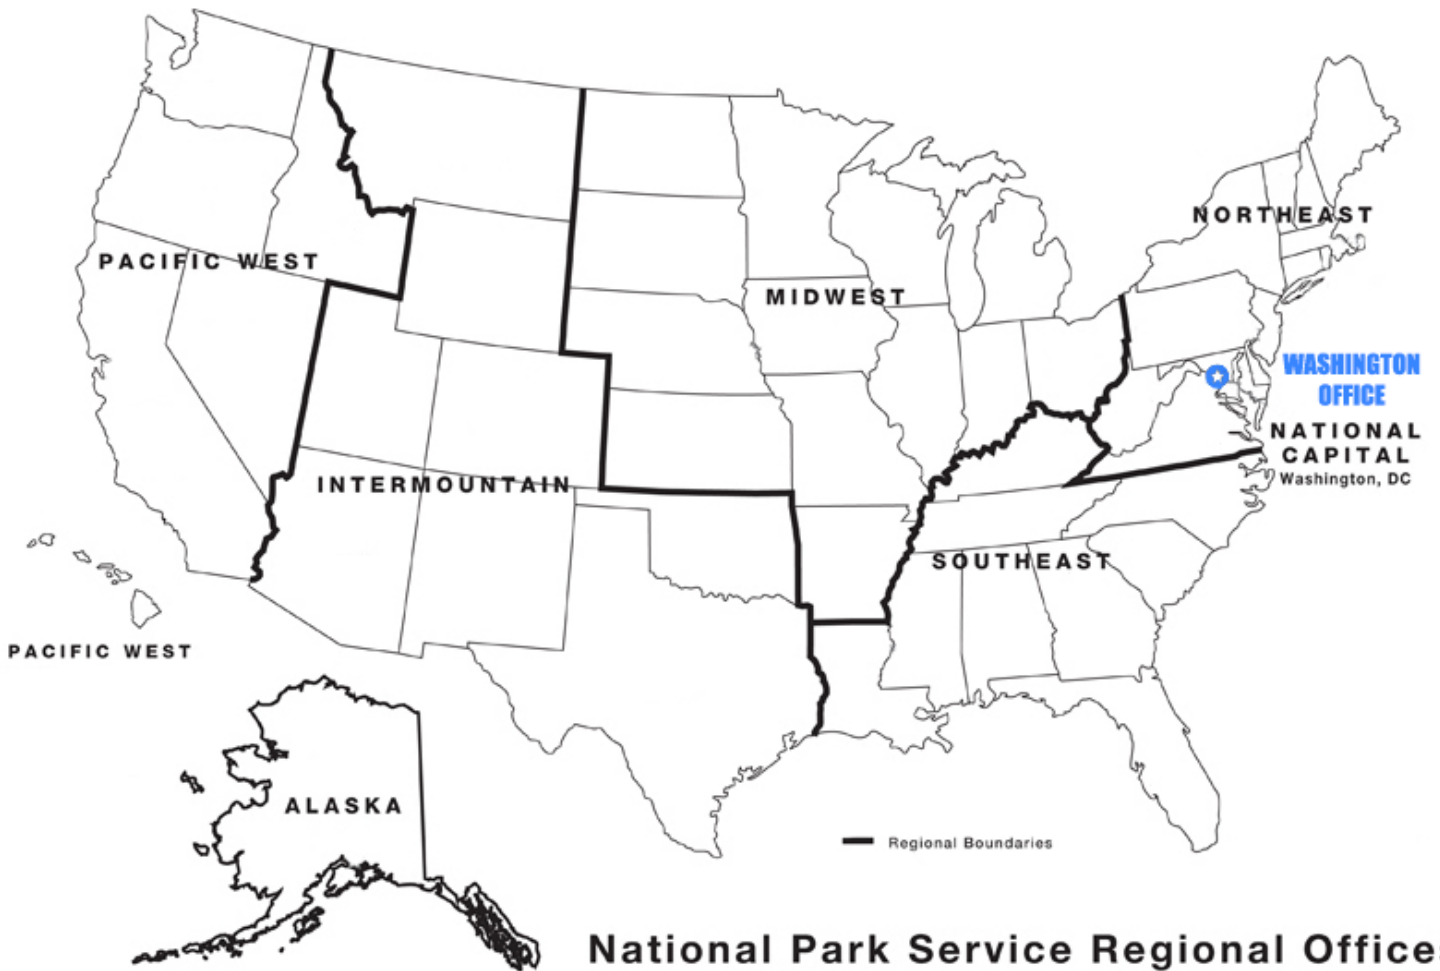 NORTHEAST
PACIFIC WEST
MIDWEST
WASHINGTON
OFFICE
NATIONAL
CAPITAL
Washington, DC
INTERMOUNTAIN
SOUTHEAST
PACIFIC WEST
ALASKA
Regional Boundaries
National Park Service Regional Office